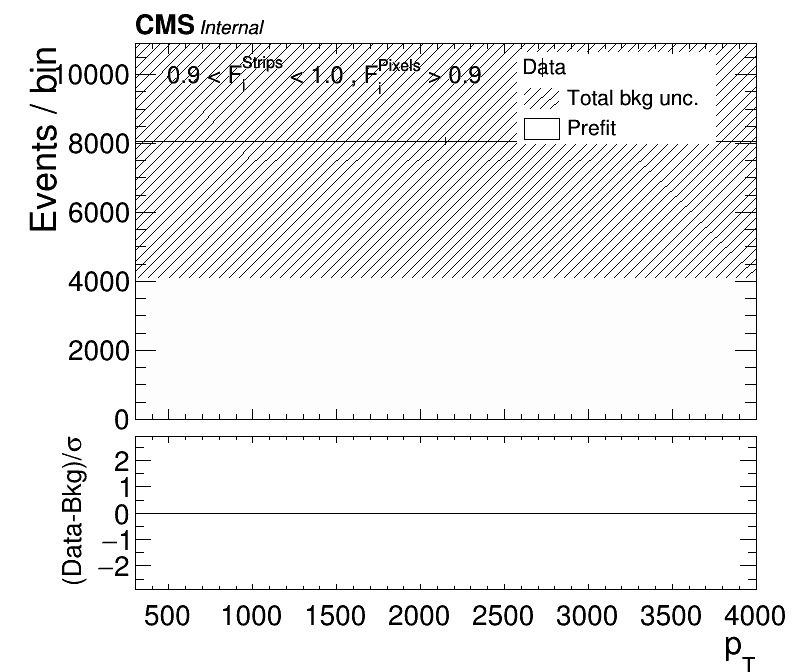 CMS Internal
Events / bin
10000
8000
6000
4000
2000
0
0.9 < F_i^Strips < 1.0 , F_i^Pixels > 0.9
Data
Total bkg unc.
Prefit
(Data-Bkg)/σ
2
1
0
−1
−2
500 1000 1500 2000 2500 3000 3500 4000
p_T